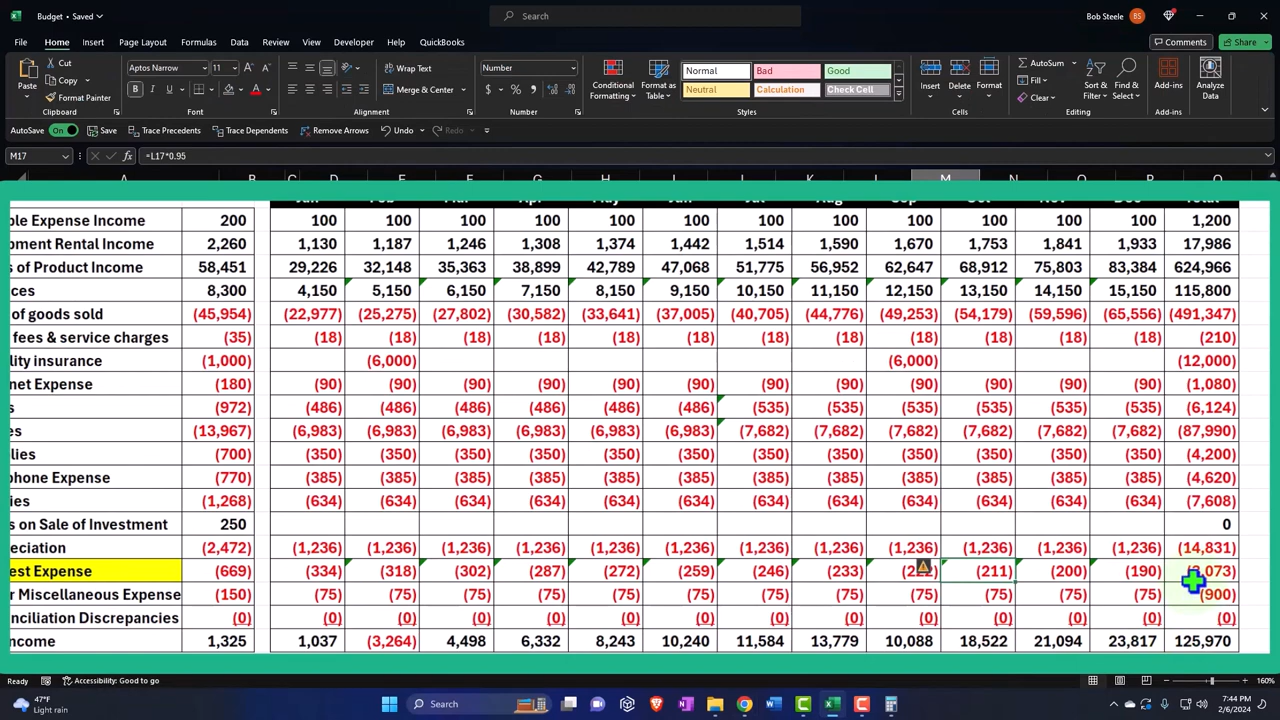 Budget • Saved
Search
Bob Steele BS
File Home Insert Page Layout Formulas Data Review View Developer Help QuickBooks
Comments Share
Paste Cut Copy Format Painter Clipboard
Aptos Narrow 11 Font
Wrap Text Merge & Center Alignment
Number Number
Conditional Formatting Format as Table
Normal Bad Good
Neutral Calculation Check Cell
Styles
Insert Delete Format Cells
AutoSum Fill Clear Sort & Filter Find & Select Editing
Add-ins Add-ins
Analyze Data
AutoSave On Save Trace Precedents Trace Dependents Remove Arrows Undo Redo
M17 fx =L17*0.95
A B C D E F G H I J K L M N O P Q
ple Expense Income 200 100 100 100 100 100 100 100 100 100 100 100 100 1,200
pment Rental Income 2,260 1,130 1,187 1,246 1,308 1,374 1,442 1,514 1,590 1,670 1,753 1,841 1,933 17,986
s of Product Income 58,451 29,226 32,148 35,363 38,899 42,789 47,068 51,775 56,952 62,647 68,912 75,803 83,384 624,966
ices 8,300 4,150 5,150 6,150 7,150 8,150 9,150 10,150 11,150 12,150 13,150 14,150 15,150 115,800
of goods sold (45,954) (22,977) (25,275) (27,802) (30,582) (33,641) (37,005) (40,705) (44,776) (49,253) (54,179) (59,596) (65,556) (491,347)
fees & service charges (35) (18) (18) (18) (18) (18) (18) (18) (18) (18) (18) (18) (18) (210)
lity insurance (1,000) (6,000) (6,000) (12,000)
net Expense (180) (90) (90) (90) (90) (90) (90) (90) (90) (90) (90) (90) (90) (1,080)
s (972) (486) (486) (486) (486) (486) (486) (535) (535) (535) (535) (535) (535) (6,124)
es (13,967) (6,983) (6,983) (6,983) (6,983) (6,983) (6,983) (7,682) (7,682) (7,682) (7,682) (7,682) (7,682) (87,990)
lies (700) (350) (350) (350) (350) (350) (350) (350) (350) (350) (350) (350) (350) (4,200)
phone Expense (770) (385) (385) (385) (385) (385) (385) (385) (385) (385) (385) (385) (385) (4,620)
ies (1,268) (634) (634) (634) (634) (634) (634) (634) (634) (634) (634) (634) (634) (7,608)
s on Sale of Investment 250 0
eciation (2,472) (1,236) (1,236) (1,236) (1,236) (1,236) (1,236) (1,236) (1,236) (1,236) (1,236) (1,236) (1,236) (14,831)
est Expense (669) (334) (318) (302) (287) (272) (259) (246) (233) (211) (200) (190)
r Miscellaneous Expense (150) (75) (75) (75) (75) (75) (75) (75) (75) (75) (75) (75) (75) (900)
nciliation Discrepancies (0) (0) (0) (0) (0) (0) (0) (0) (0) (0) (0) (0) (0) (0)
ncome 1,325 1,037 (3,264) 4,498 6,332 8,243 10,240 11,584 13,779 10,088 18,522 21,094 23,817 125,970
Ready Accessibility: Good to go 160%
47°F
Light rain
Search
7:44 PM
2/6/2024